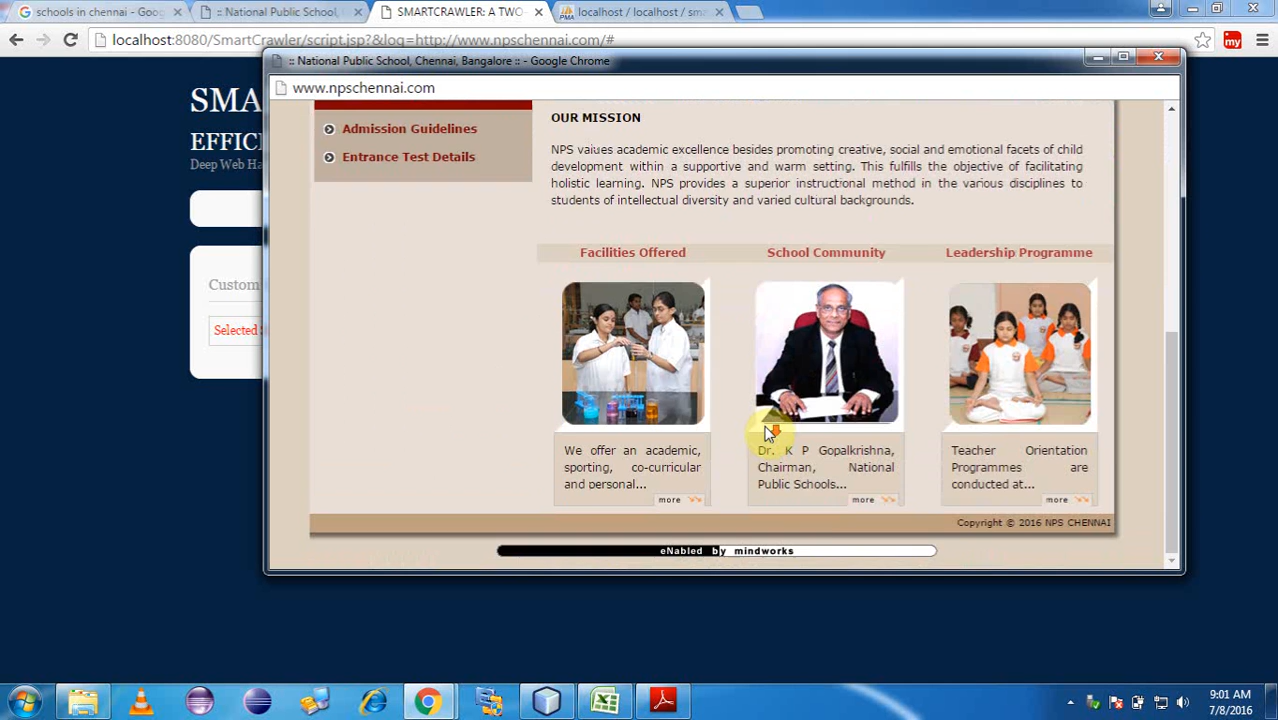 schools in chennai - Goo
:: National Public School,
SMARTCRAWLER: A TWO-
localhost / localhost / sm
localhost:8080/SmartCrawler/script.jsp?&loq=http://www.npschennai.com/#
my
:: National Public School, Chennai, Bangalore :: - Google Chrome
www.npschennai.com
SMA
EFFIC
Deep Web Ha
Custom
Selected
Admission Guidelines
Entrance Test Details
OUR MISSION
NPS values academic excellence besides promoting creative, social and emotional facets of child
development within a supportive and warm setting. This fulfills the objective of facilitating
holistic learning. NPS provides a superior instructional method in the various disciplines to
students of intellectual diversity and varied cultural backgrounds.
Facilities Offered
School Community
Leadership Programme
We offer an academic,
sporting, co-curricular
and personal...
more
Dr. K P Gopalkrishna,
Chairman, National
Public Schools...
more
Teacher Orientation
Programmes are
conducted at...
more
Copyright © 2016 NPS CHENNAI
eNabled by mindworks
9:01 AM
7/8/2016